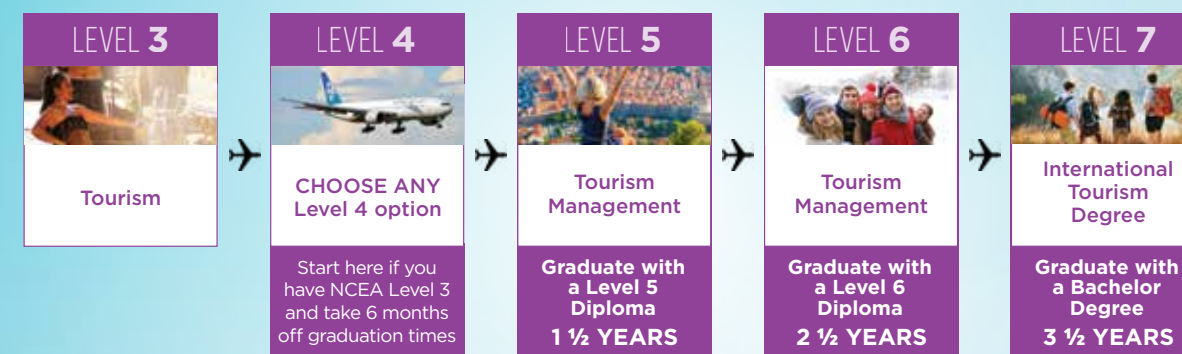 LEVEL 3
Tourism
LEVEL 4
CHOOSE ANY
Level 4 option
Start here if you
have NCEA Level 3
and take 6 months
off graduation times
LEVEL 5
Tourism
Management
Graduate with
a Level 5
Diploma
1 ½ YEARS
LEVEL 6
Tourism
Management
Graduate with
a Level 6
Diploma
2 ½ YEARS
LEVEL 7
International
Tourism
Degree
Graduate with
a Bachelor
Degree
3 ½ YEARS